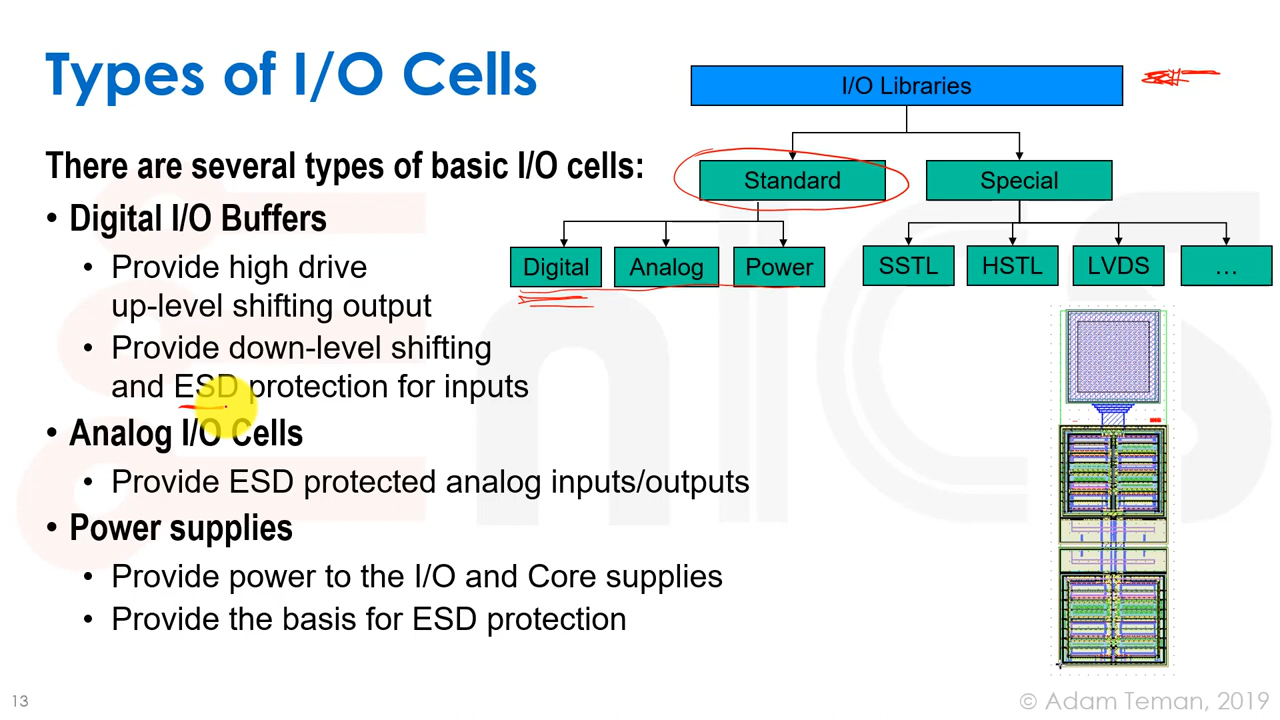 Types of I/O Cells
There are several types of basic I/O cells:
• Digital I/O Buffers
• Provide high drive
up-level shifting output
• Provide down-level shifting
and ESD protection for inputs
• Analog I/O Cells
• Provide ESD protected analog inputs/outputs
• Power supplies
• Provide power to the I/O and Core supplies
• Provide the basis for ESD protection
I/O Libraries
Standard
Special
Digital
Analog
Power
SSTL
HSTL
LVDS
...
13
© Adam Teman, 2019